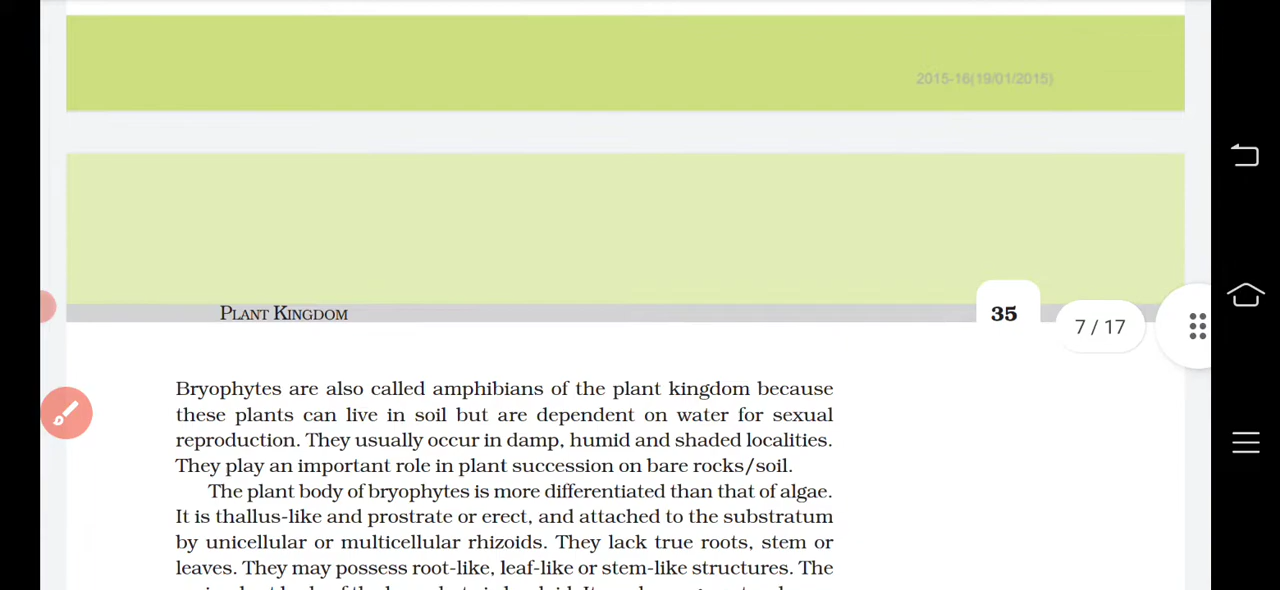 2015-16(19/01/2015)
PLANT KINGDOM
35
7 / 17
Bryophytes are also called amphibians of the plant kingdom because
these plants can live in soil but are dependent on water for sexual
reproduction. They usually occur in damp, humid and shaded localities.
They play an important role in plant succession on bare rocks/soil.
The plant body of bryophytes is more differentiated than that of algae.
It is thallus-like and prostrate or erect, and attached to the substratum
by unicellular or multicellular rhizoids. They lack true roots, stem or
leaves. They may possess root-like, leaf-like or stem-like structures. The